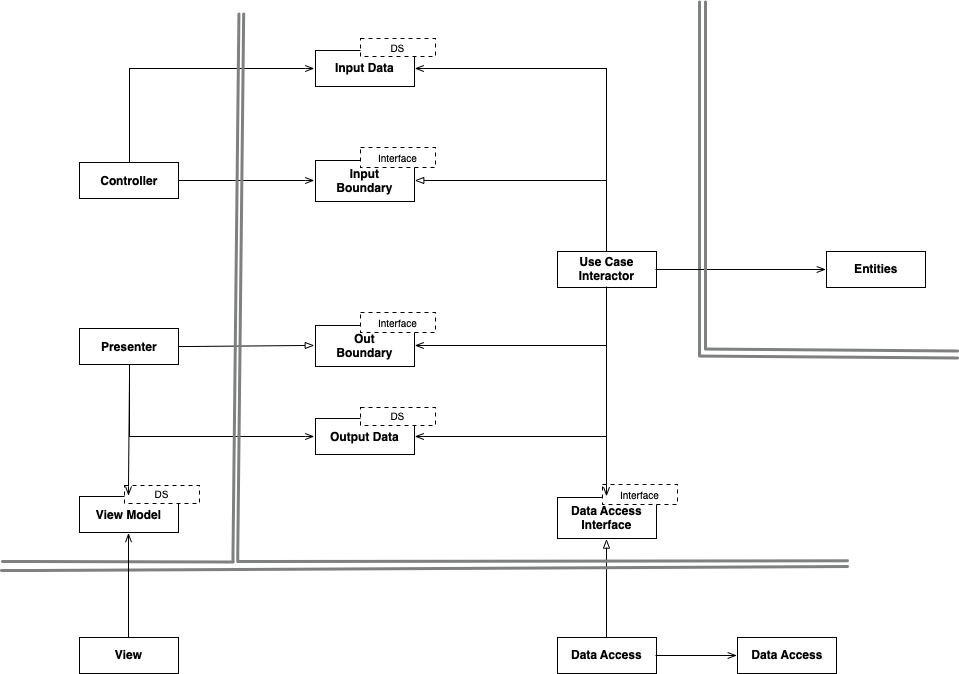 DS
Input Data
Interface
Input
Boundary
Controller
Use Case
Interactor
Entities
Interface
Out
Boundary
Presenter
DS
Output Data
DS
View Model
Interface
Data Access
Interface
View
Data Access
Data Access